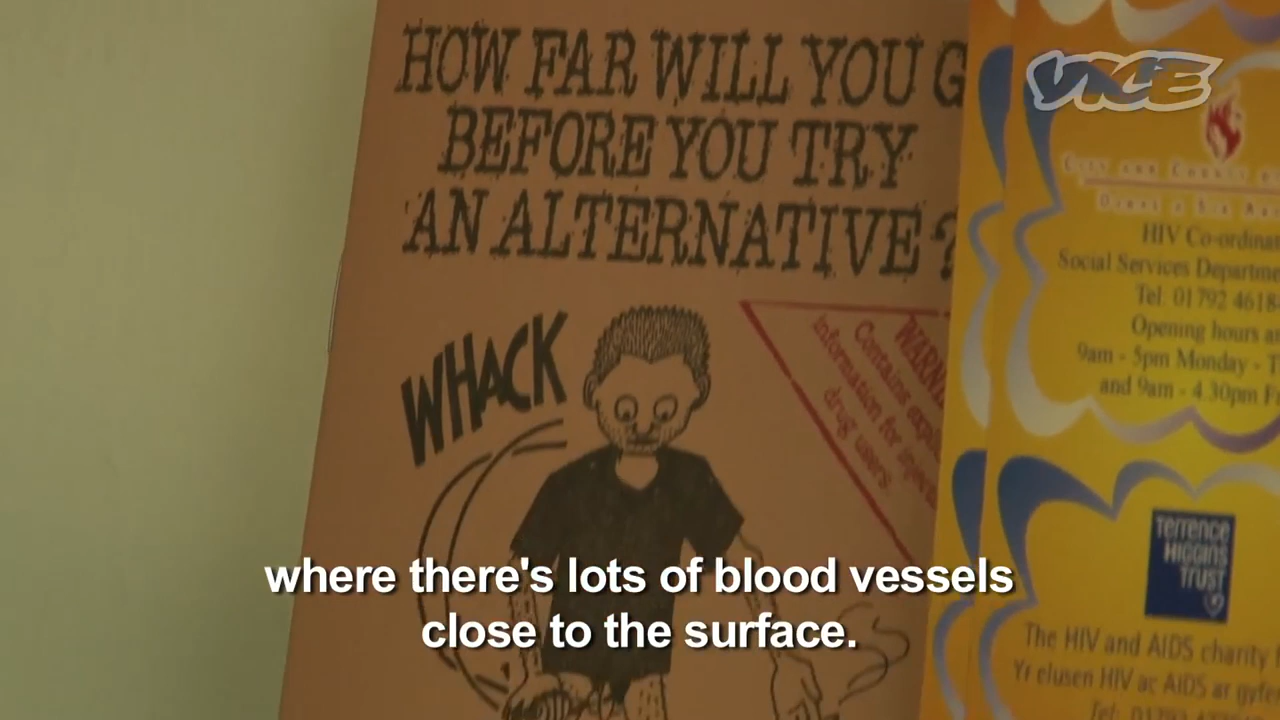 HOW FAR WILL YOU G
BEFORE YOU TRY
AN ALTERNATIVE?
WHACK
WARN
Contains
information for
drug users
VICE
HIV Co-ordina
Social Services Departme
Tel: 01792 4618
Opening hours a
9am - 5pm Monday - T
and 9am - 4.30pm F
Terrence
HIGGINS
TRUST
The HIV and AIDS charity
Yr elusen HIV ac AIDS ar gyfe
where there's lots of blood vessels
close to the surface.